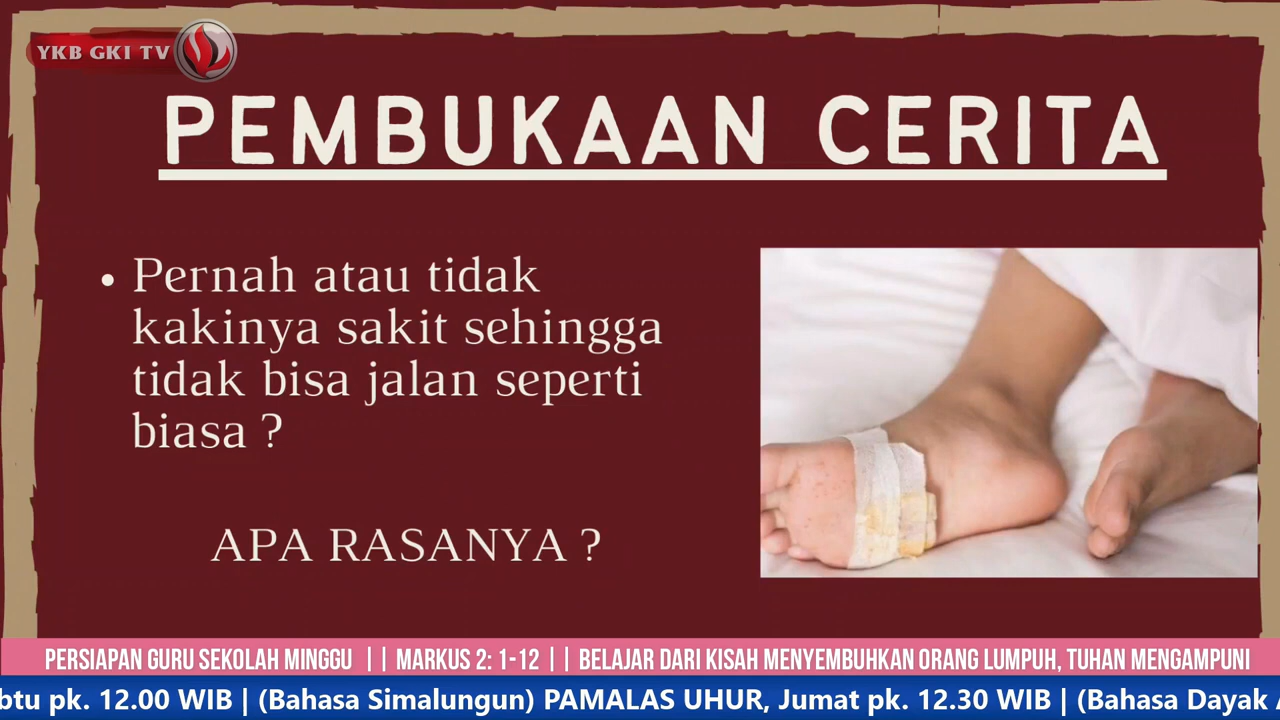 YKB GKI TV
PEMBUKAAN CERITA
• Pernah atau tidak
kakinya sakit sehingga
tidak bisa jalan seperti
biasa ?
APA RASANYA ?
PERSIAPAN GURU SEKOLAH MINGGU || MARKUS 2: 1-12 || BELAJAR DARI KISAH MENYEMBUHKAN ORANG LUMPUH, TUHAN MENGAMPUNI
pk. 12.00 WIB | (Bahasa Simalungun) PAMALAS UHUR, Jumat pk. 12.30 WIB | (Bahasa Dayak